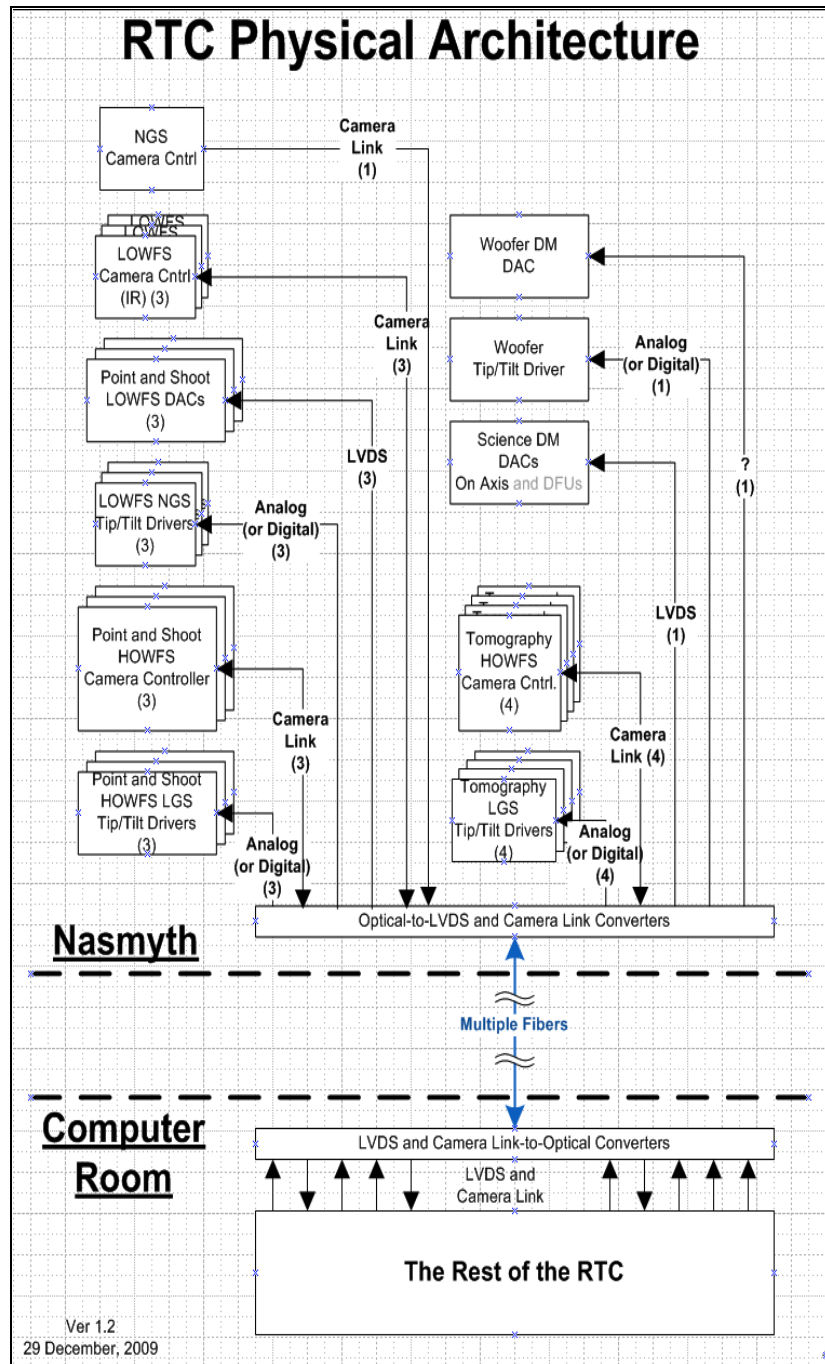 RTC Physical Architecture
NGS
Camera Cntrl
Camera
Link
(1)
LOWFS
LOWFS
LOWFS
Camera Cntrl
(IR) (3)
Camera
Link
(3)
Point and Shoot
LOWFS DACs
(3)
LVDS
(3)
LOWFS NGS
Tip/Tilt Drivers
(3)
Analog
(or Digital)
(3)
Point and Shoot
HOWFS
Camera Controller
(3)
Camera
Link
(3)
Point and Shoot
HOWFS LGS
Tip/Tilt Drivers
(3)
Analog
(or Digital)
(3)
Woofer DM
DAC
?
(1)
Woofer
Tip/Tilt Driver
Analog
(or Digital)
(1)
Science DM
DACs
On Axis and DFUs
LVDS
(1)
Tomography
HOWFS
Camera Cntrl.
(4)
Camera
Link (4)
Tomography
LGS
Tip/Tilt Drivers
(4)
Analog
(or Digital)
(4)
Optical-to-LVDS and Camera Link Converters
Nasmyth
Multiple Fibers
Computer
Room
LVDS and Camera Link-to-Optical Converters
LVDS and
Camera Link
The Rest of the RTC
Ver 1.2
29 December, 2009